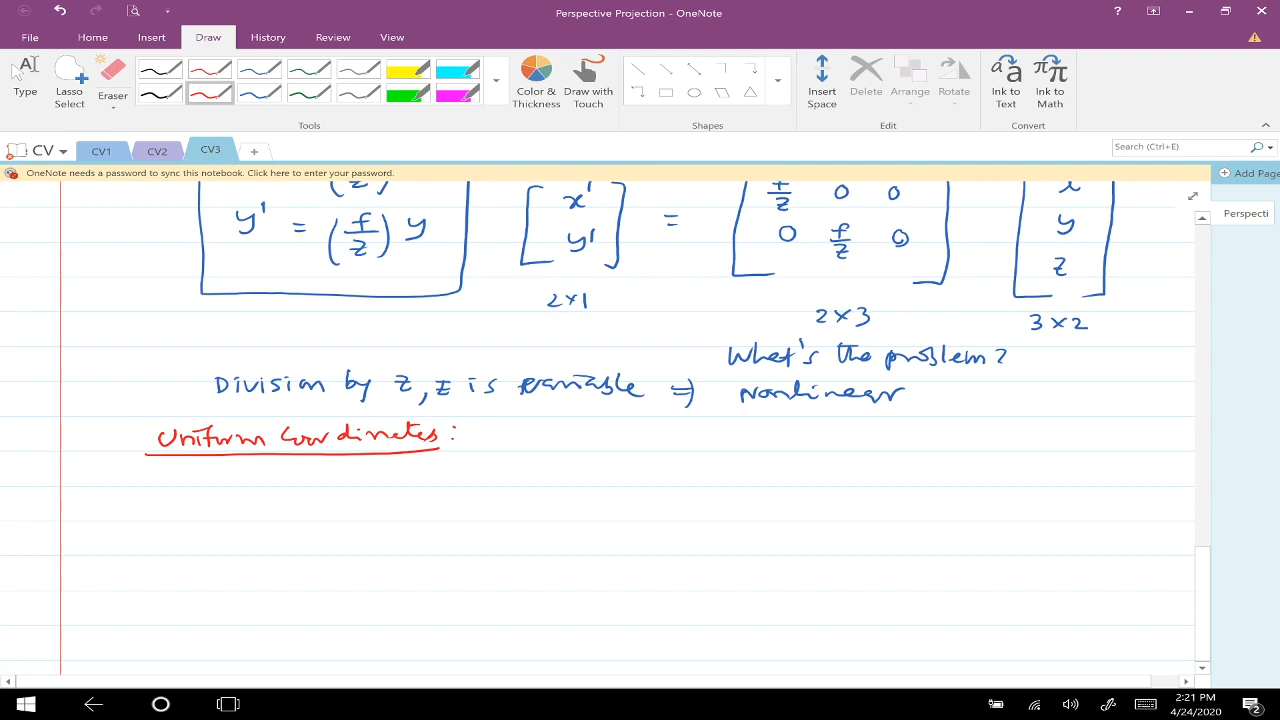 Perspective Projection - OneNote
File Home Insert Draw History Review View
Type Lasso Select Eraser Color & Thickness Draw with Touch Insert Space Delete Arrange Rotate Ink to Text Ink to Math
Tools Shapes Edit Convert
CV CV1 CV2 CV3 Search (Ctrl+E)
OneNote needs a password to sync this notebook. Click here to enter your password. Add Page
Perspecti
x' = f/z 0 0
y' = (f/z) y y' 0 f/z 0 y
z
2×1 2×3 3×2
What's the problem?
Division by z, z is variable ⇒ nonlinear
Uniform Coordinates:
2:21 PM
4/24/2020
2